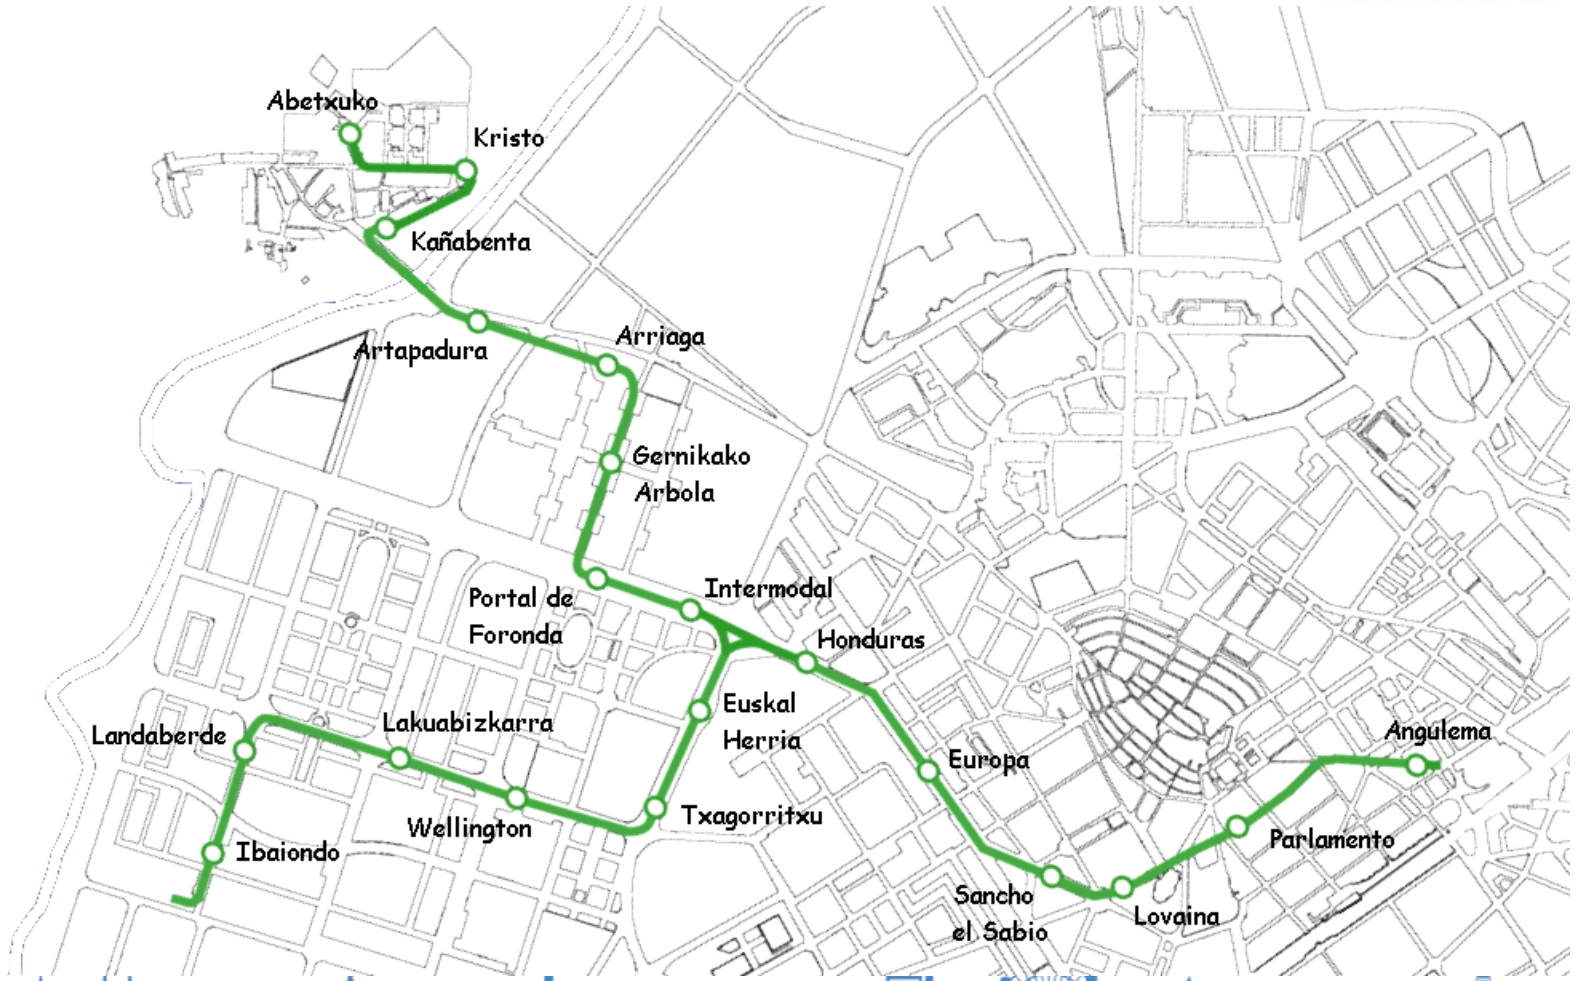 Abetxuko
Kristo
Kañabenta
Artapadura
Arriaga
Gernikako
Arbola
Portal de
Foronda
Intermodal
Honduras
Euskal
Herria
Landaberde
Lakuabizkarra
Wellington
Txagorritxu
Ibaiondo
Europa
Angulema
Parlamento
Sancho
el Sabio
Lovaina